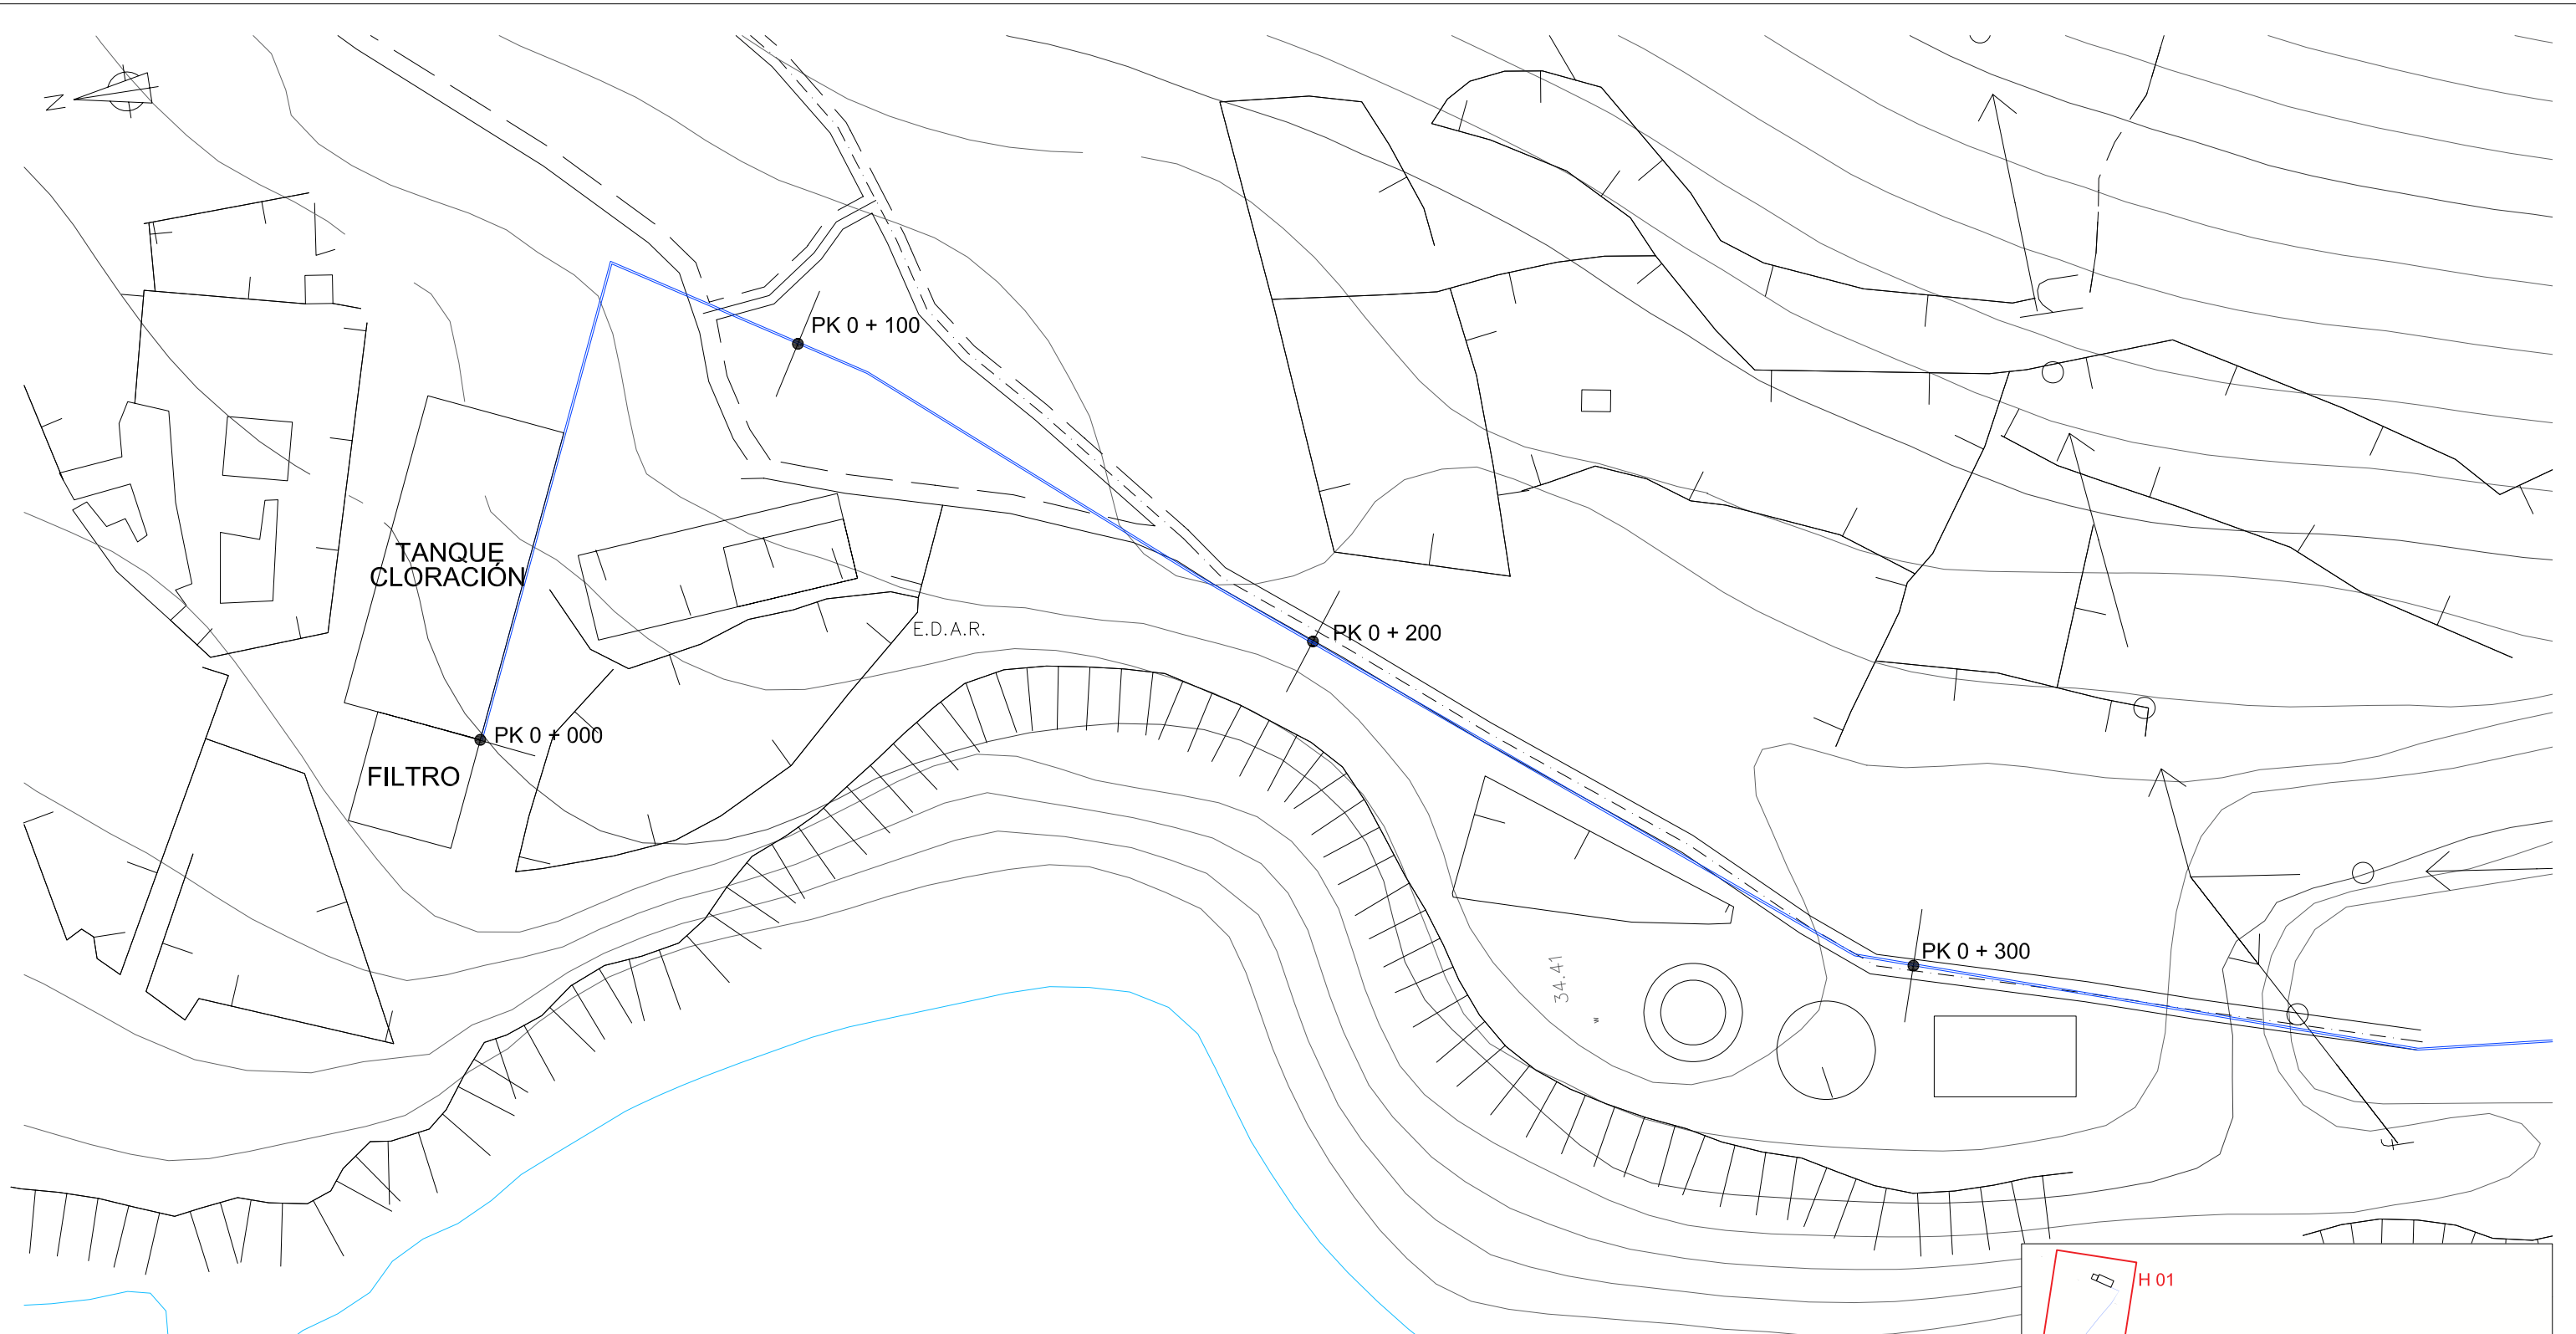 N
PK 0 + 100
TANQUE
CLORACIÓN
E.D.A.R.
PK 0 + 200
PK 0 + 000
FILTRO
PK 0 + 300
34.41
H 01